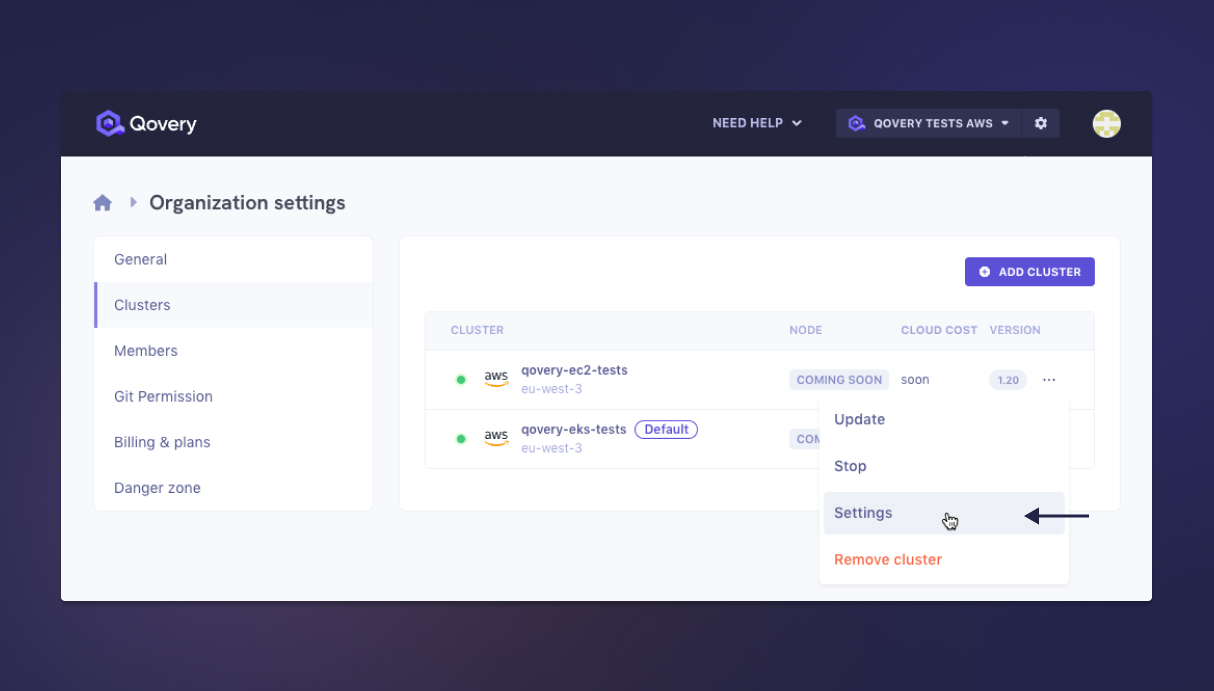 Qovery
NEED HELP
QOVERY TESTS AWS
Organization settings
General
Clusters
Members
Git Permission
Billing & plans
Danger zone
ADD CLUSTER
CLUSTER NODE CLOUD COST VERSION
aws qovery-ec2-tests COMING SOON soon 1.20 ...
eu-west-3
aws qovery-eks-tests Default COM
eu-west-3
Update
Stop
Settings
Remove cluster